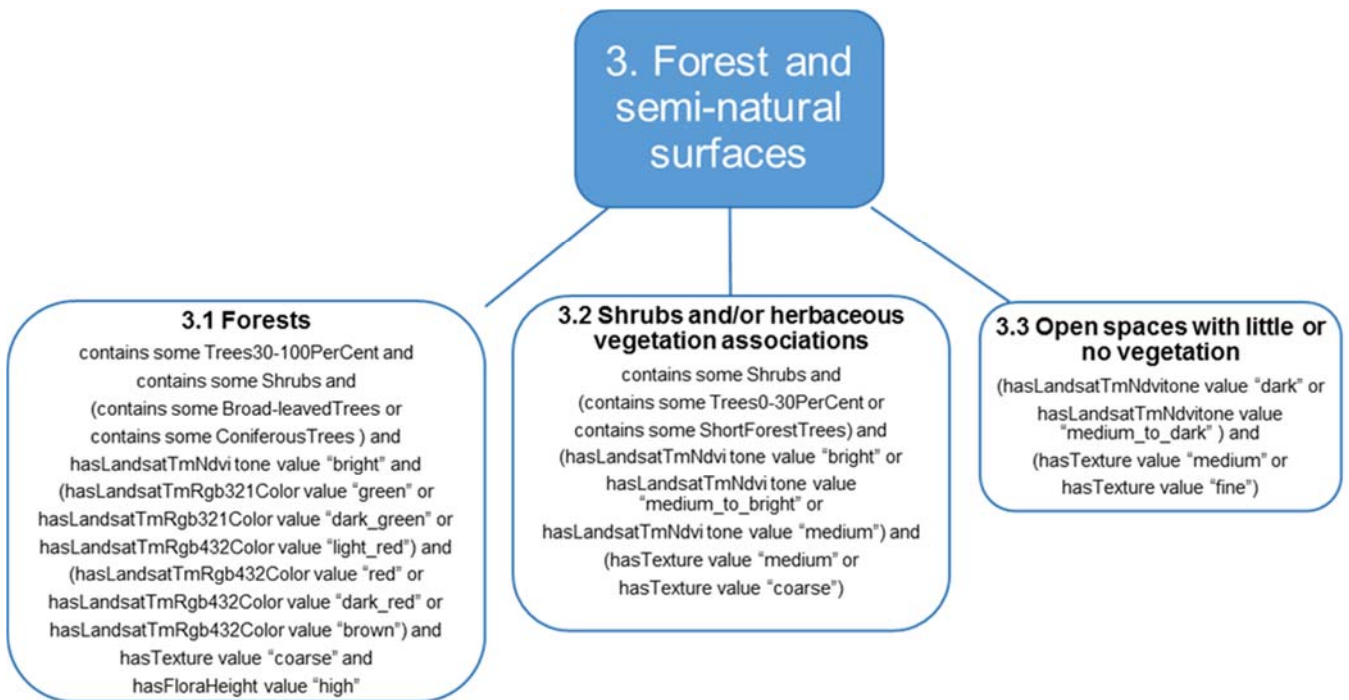 3. Forest and
semi-natural
surfaces
3.1 Forests
contains some Trees30-100PerCent and
contains some Shrubs and
(contains some Broad-leavedTrees or
contains some ConiferousTrees ) and
hasLandsatTmNdvi tone value “bright” and
(hasLandsatTmRgb321Color value “green” or
hasLandsatTmRgb321Color value “dark_green” or
hasLandsatTmRgb432Color value “light_red”) and
(hasLandsatTmRgb432Color value “red” or
hasLandsatTmRgb432Color value “dark_red” or
hasLandsatTmRgb432Color value “brown”) and
hasTexture value “coarse” and
hasFloraHeight value “high”
3.2 Shrubs and/or herbaceous
vegetation associations
contains some Shrubs and
(contains some Trees0-30PerCent or
contains some ShortForestTrees) and
(hasLandsatTmNdvi tone value “bright” or
hasLandsatTmNdvi tone value
“medium_to_bright” or
hasLandsatTmNdvi tone value “medium”) and
(hasTexture value “medium” or
hasTexture value “coarse”)
3.3 Open spaces with little or
no vegetation
(hasLandsatTmNdvitone value “dark” or
hasLandsatTmNdvitone value
“medium_to_dark” ) and
(hasTexture value “medium” or
hasTexture value “fine”)